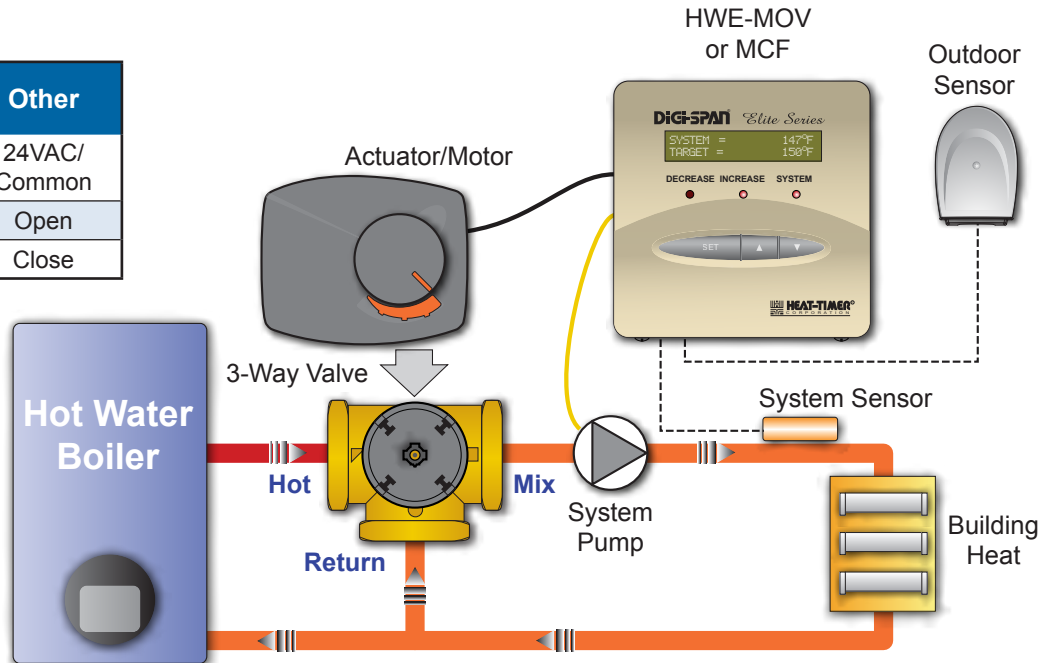 HWE-MOV
or MCF
Outdoor
Sensor
Other
24VAC/
Common
Open
Close
Actuator/Motor
DiGi-SPAN Elite Series
SYSTEM = 147°F
TARGET = 150°F
DECREASE INCREASE SYSTEM
SET
HEAT-TIMER®
CORPORATION
3-Way Valve
System Sensor
Hot Water
Boiler
Hot
Mix
System
Pump
Return
Building
Heat